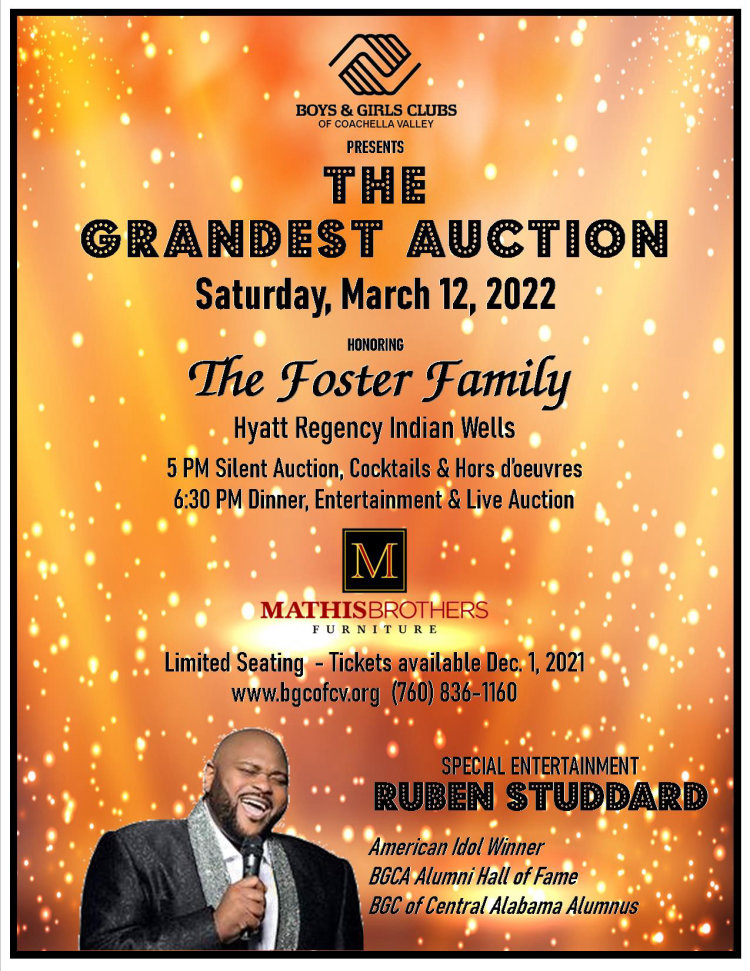 BOYS & GIRLS CLUBS
OF COACHELLA VALLEY
PRESENTS
THE
GRANDEST AUCTION
Saturday, March 12, 2022
HONORING
The Foster Family
Hyatt Regency Indian Wells
5 PM Silent Auction, Cocktails & Hors d'oeuvres
6:30 PM Dinner, Entertainment & Live Auction
M
MATHISBROTHERS
FURNITURE
Limited Seating - Tickets available Dec. 1, 2021
www.bgcofcv.org (760) 836-1160
SPECIAL ENTERTAINMENT
RUBEN STUDDARD
American Idol Winner
BGCA Alumni Hall of Fame
BGC of Central Alabama Alumnus